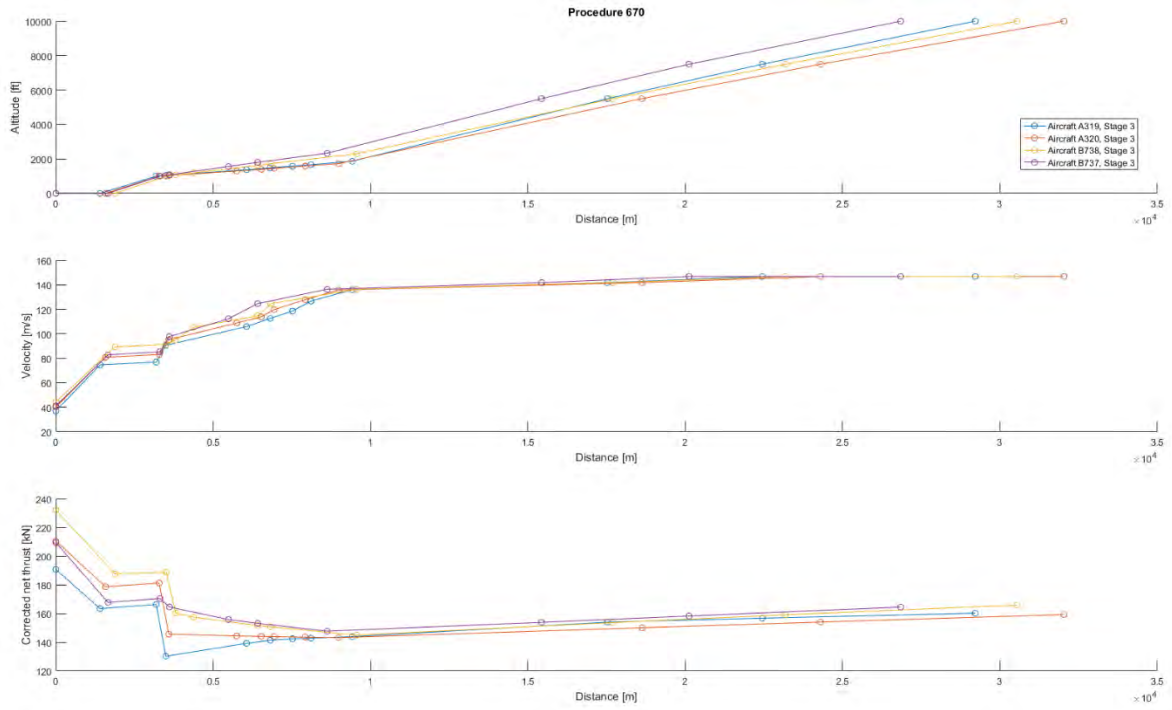 Procedure 670
10000
8000
6000
4000
2000
0
Altitude [ft]
0 0.5 1 1.5 2 2.5 3 3.5
Distance [m]
×10⁴
Aircraft A319, Stage 3
Aircraft A320, Stage 3
Aircraft B738, Stage 3
Aircraft B737, Stage 3
160
140
120
100
80
60
40
20
Velocity [m/s]
0 0.5 1 1.5 2 2.5 3 3.5
Distance [m]
×10⁴
240
220
200
180
160
140
120
Corrected net thrust [kN]
0 0.5 1 1.5 2 2.5 3 3.5
Distance [m]
×10⁴